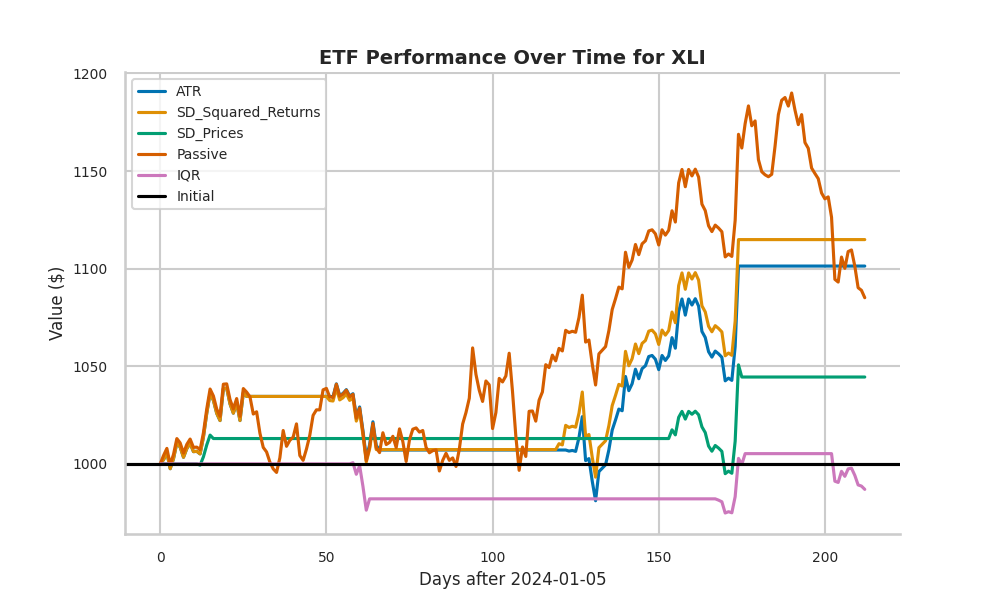 ETF Performance Over Time for XLI
1200
1150
1100
1050
1000
Value ($)
ATR
SD_Squared_Returns
SD_Prices
Passive
IQR
Initial
0
50
100
150
200
Days after 2024-01-05